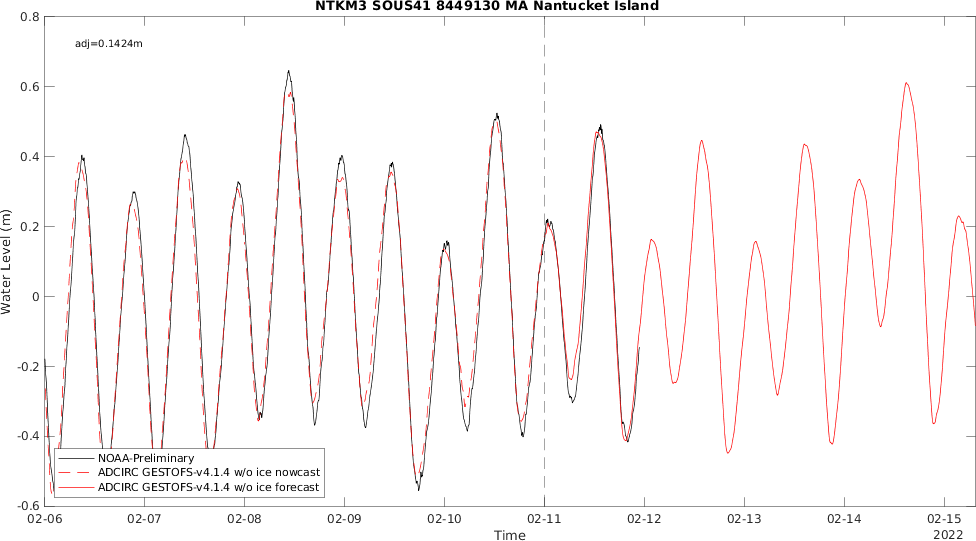 NTKM3 SOUS41 8449130 MA Nantucket Island
adj=0.1424m
0.8
0.6
0.4
0.2
0
-0.2
-0.4
-0.6
Water Level (m)
NOAA-Preliminary
ADCIRC GESTOFS-v4.1.4 w/o ice nowcast
ADCIRC GESTOFS-v4.1.4 w/o ice forecast
02-06 02-07 02-08 02-09 02-10 02-11 02-12 02-13 02-14 02-15
Time
2022